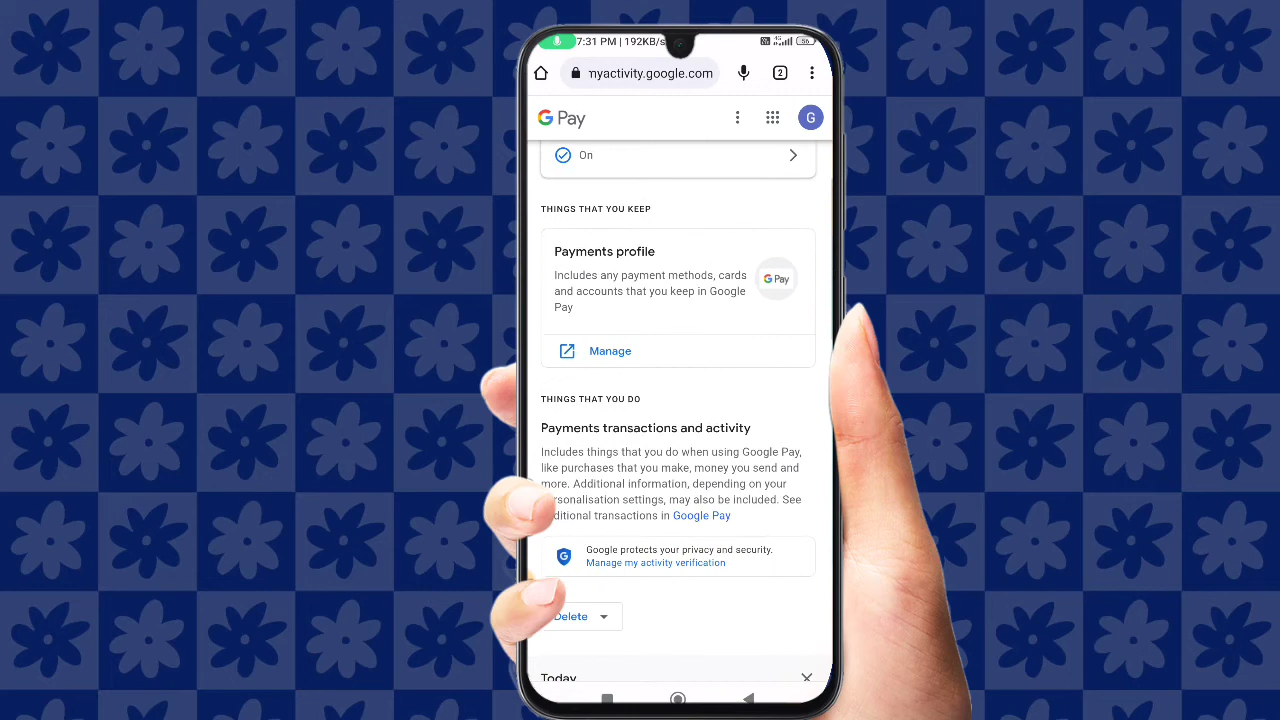 7:31 PM | 192KB/s
4G
56
myactivity.google.com
2
G Pay
G
On
THINGS THAT YOU KEEP
Payments profile
Includes any payment methods, cards
and accounts that you keep in Google
Pay
G Pay
Manage
THINGS THAT YOU DO
Payments transactions and activity
Includes things that you do when using Google Pay,
like purchases that you make, money you send and
more. Additional information, depending on your
personalisation settings, may also be included. See
additional transactions in Google Pay
G
Google protects your privacy and security.
Manage my activity verification
Delete
Today